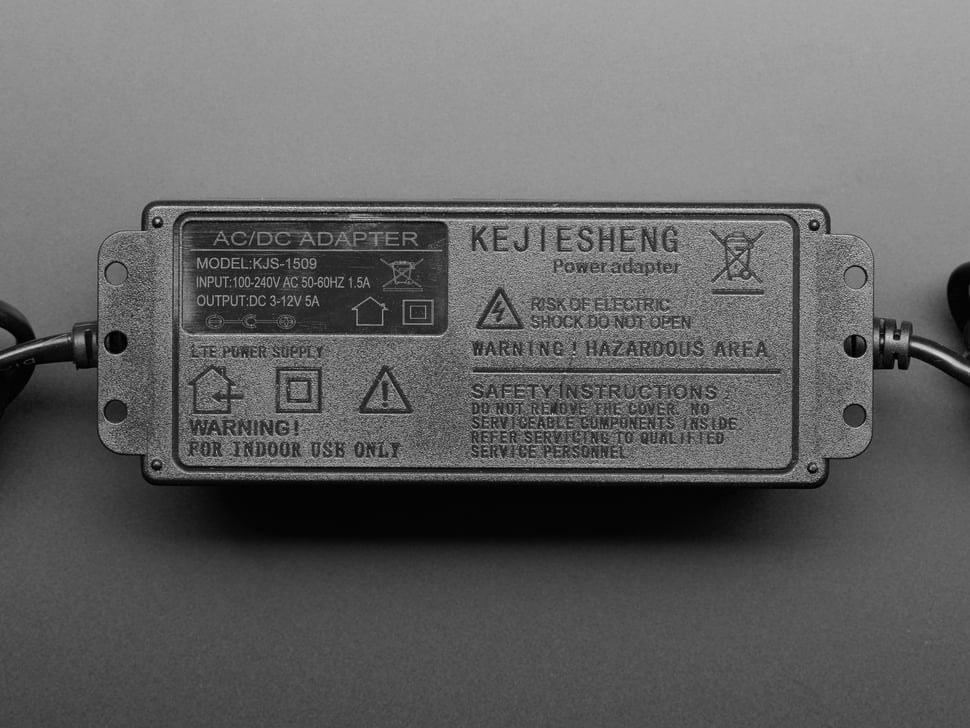 AC/DC ADAPTER
MODEL:KJS-1509
INPUT:100-240V AC 50-60HZ 1.5A
OUTPUT:DC 3-12V 5A
LTE POWER SUPPLY
WARNING!
FOR INDOOR USE ONLY
KEJIESHENG
Power adapter
RISK OF ELECTRIC
SHOCK DO NOT OPEN
WARNING! HAZARDOUS AREA
SAFETY INSTRUCTIONS:
DO NOT REMOVE THE COVER. NO
SERVICEABLE COMPONENTS INSIDE.
REFER SERVICING TO QUALIFIED
SERVICE PERSONNEL